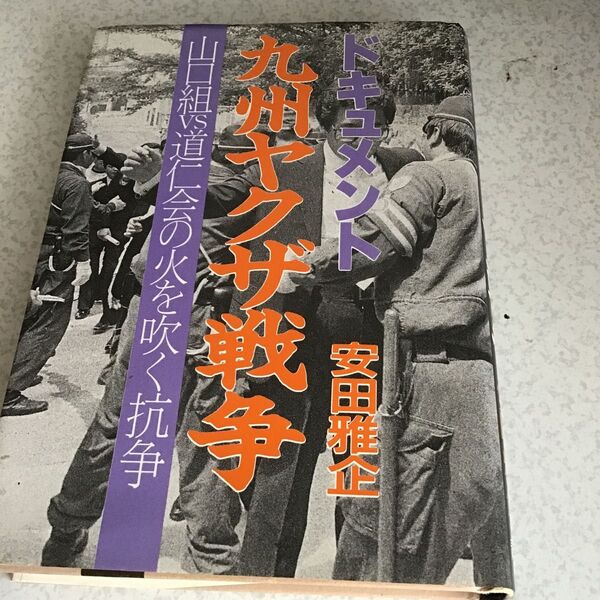 ドキュメント
九州ヤクザ戦争
山口組vs道仁会の火を吹く抗争
安田雅企